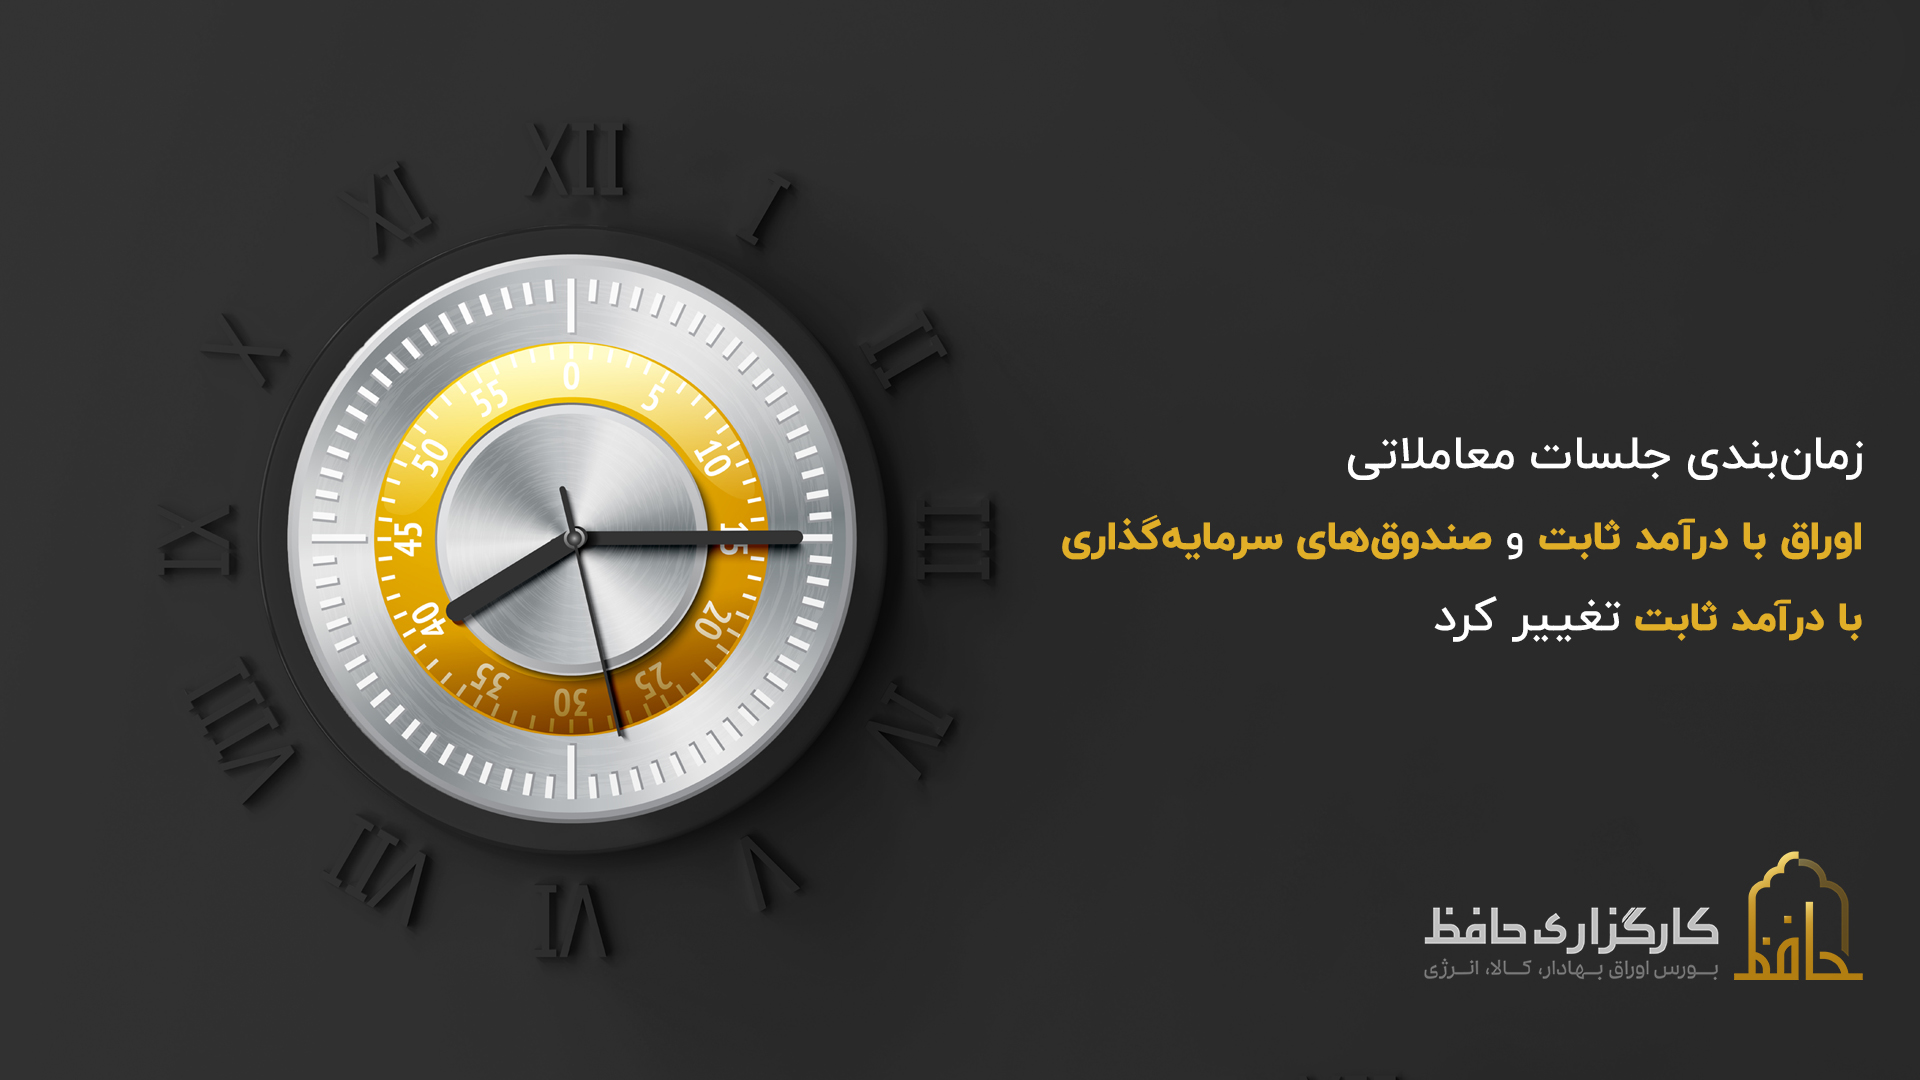 زمان‌بندی جلسات معاملاتی
اوراق با درآمد ثابت و صندوق‌های سرمایه‌گذاری
با درآمد ثابت تغییر کرد
حافظ
کارگزاری حافظ
بورس اوراق بهادار، کالا، انرژی
XII
I
II
III
IV
V
VI
VII
VIII
IX
X
XI
0
5
10
15
20
25
30
35
40
45
50
55